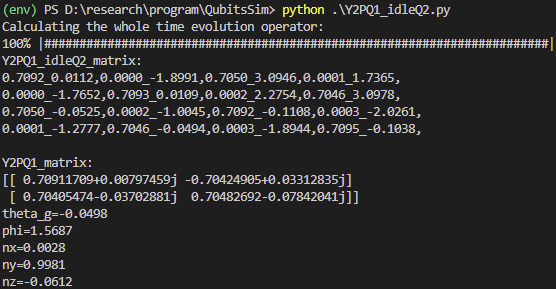 (env) PS D:\research\program\QubitsSim> python .\Y2PQ1_idleQ2.py
Calculating the whole time evolution operator:
100% |########################################################################|
Y2PQ1_idleQ2_matrix:
0.7092_0.0112,0.0000_-1.8991,0.7050_3.0946,0.0001_1.7365,
0.0000_-1.7652,0.7093_0.0109,0.0002_2.2754,0.7046_3.0978,
0.7050_-0.0525,0.0002_-1.0045,0.7092_-0.1108,0.0003_-2.0261,
0.0001_-1.2777,0.7046_-0.0494,0.0003_-1.8944,0.7095_-0.1038,
Y2PQ1_matrix:
[[ 0.70911709+0.00797459j -0.70424905+0.03312835j]
 [ 0.70405474-0.03702881j  0.70482692-0.07842041j]]
theta_g=-0.0498
phi=1.5687
nx=0.0028
ny=0.9981
nz=-0.0612